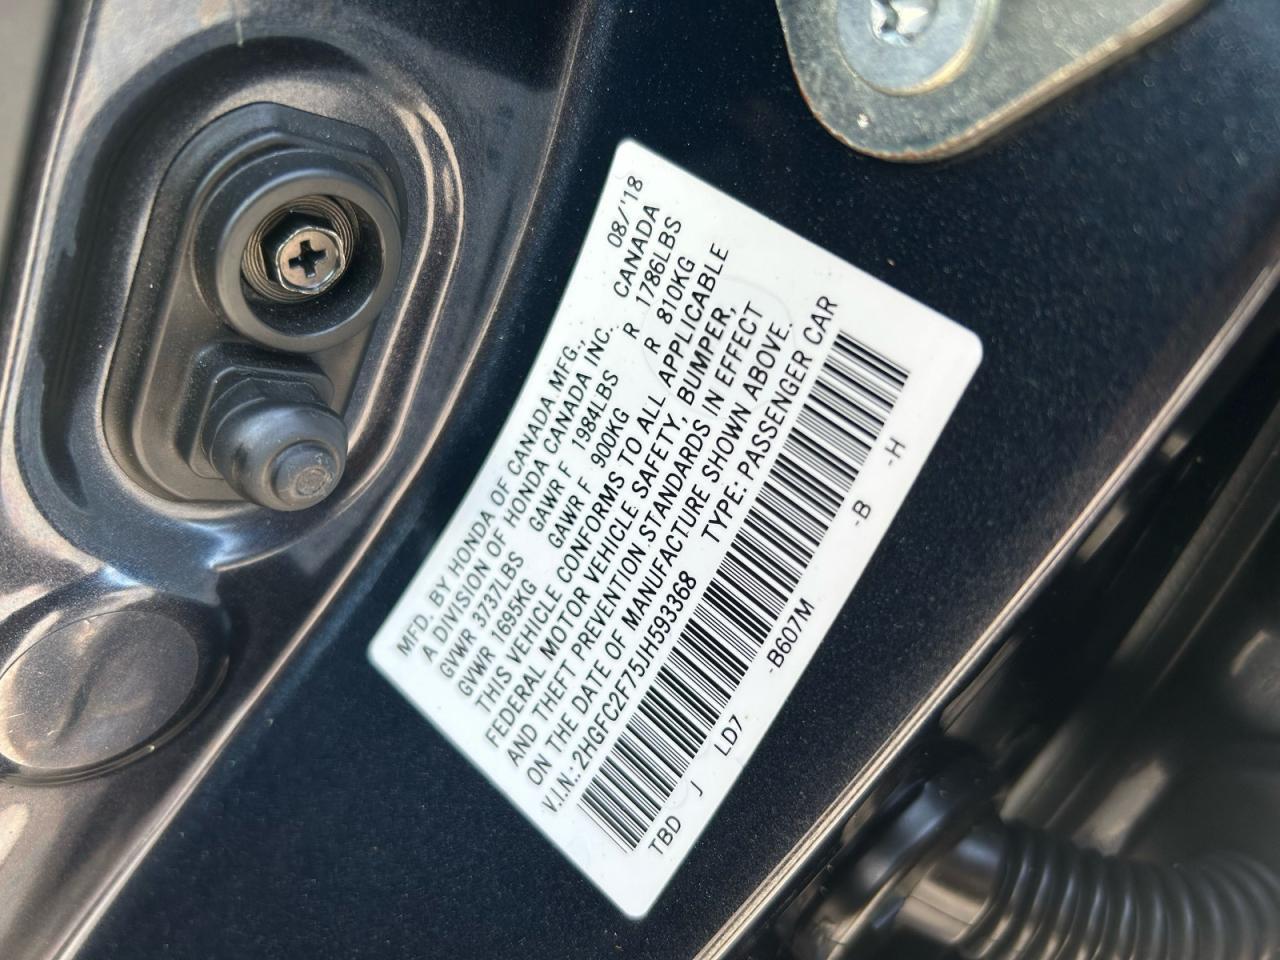 MFD. BY HONDA OF CANADA MFG., 08/'18
A DIVISION OF HONDA CANADA INC. CANADA
GVWR 3737LBS GAWR F 1984LBS R 1786LBS
GVWR 1695KG GAWR F 900KG R 810KG
THIS VEHICLE CONFORMS TO ALL APPLICABLE
FEDERAL MOTOR VEHICLE SAFETY, BUMPER,
AND THEFT PREVENTION STANDARDS IN EFFECT
ON THE DATE OF MANUFACTURE SHOWN ABOVE.
V.I.N.: 2HGFC2F75JH593368 TYPE: PASSENGER CAR
TBD J LD7 -B607M -B -H